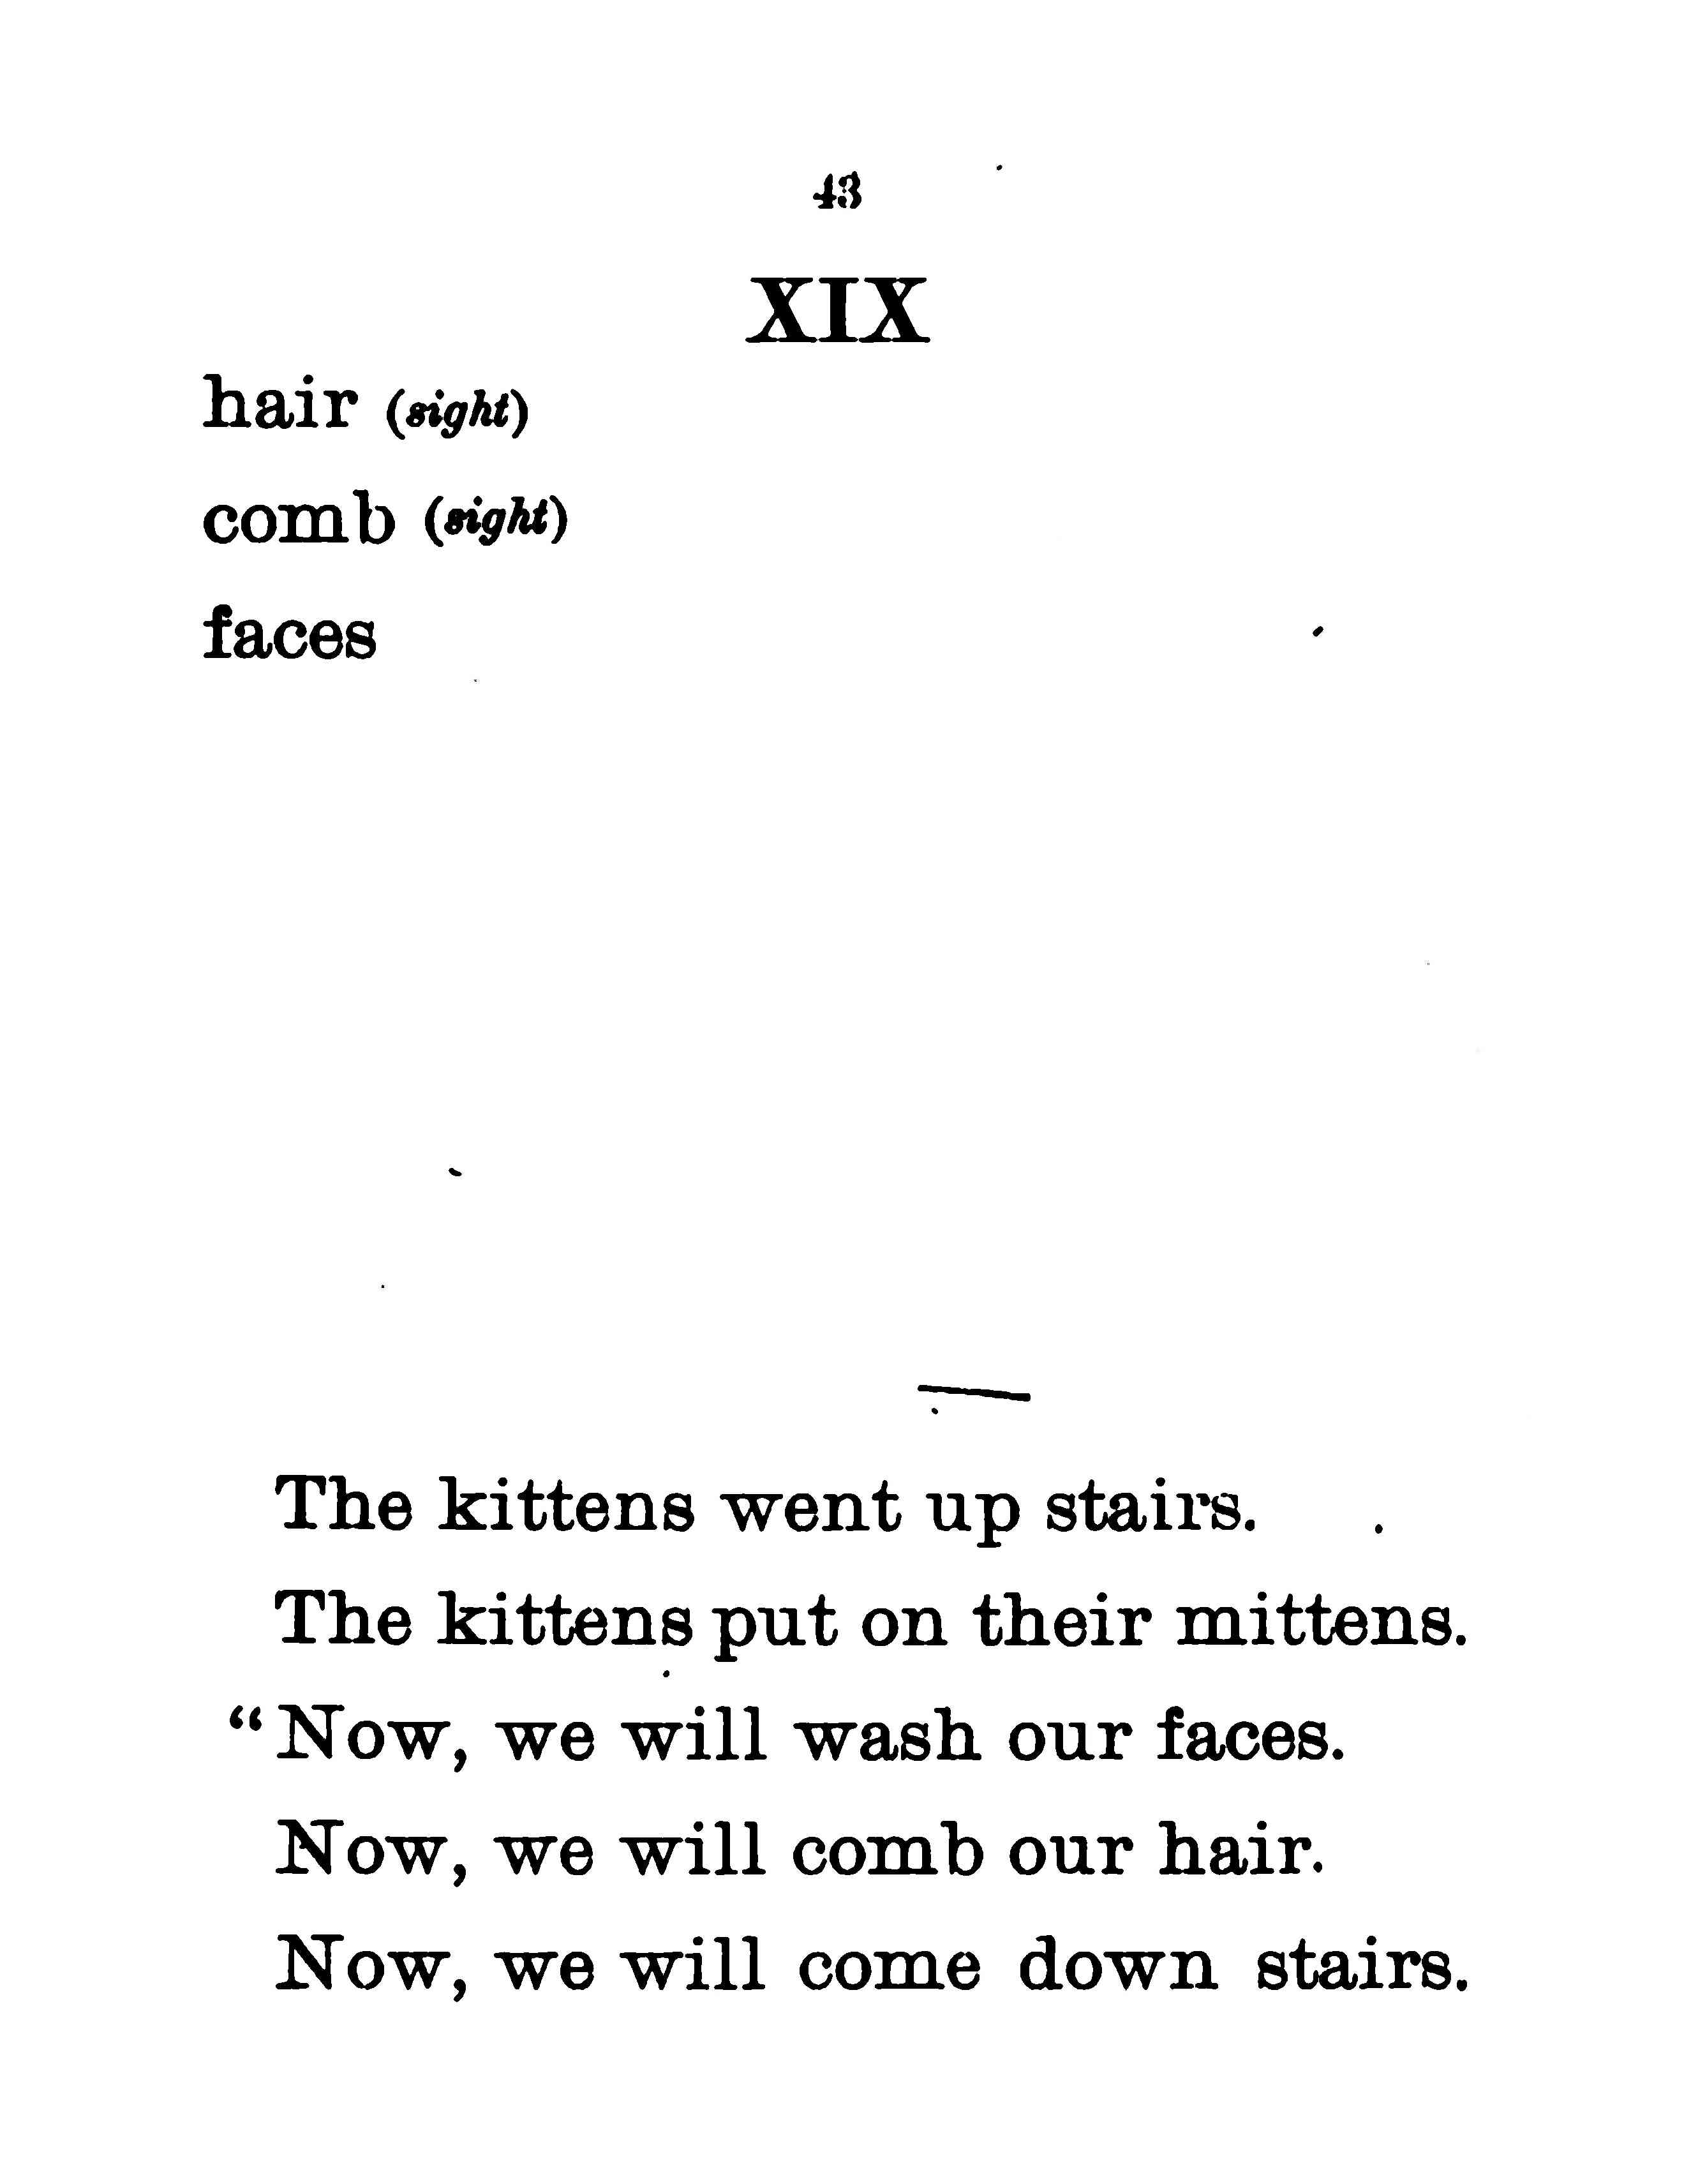 43
XIX
hair (sight)
comb (sight)
faces
The kittens went up stairs.
The kittens put on their mittens.
“Now, we will wash our faces.
Now, we will comb our hair.
Now, we will come down stairs.